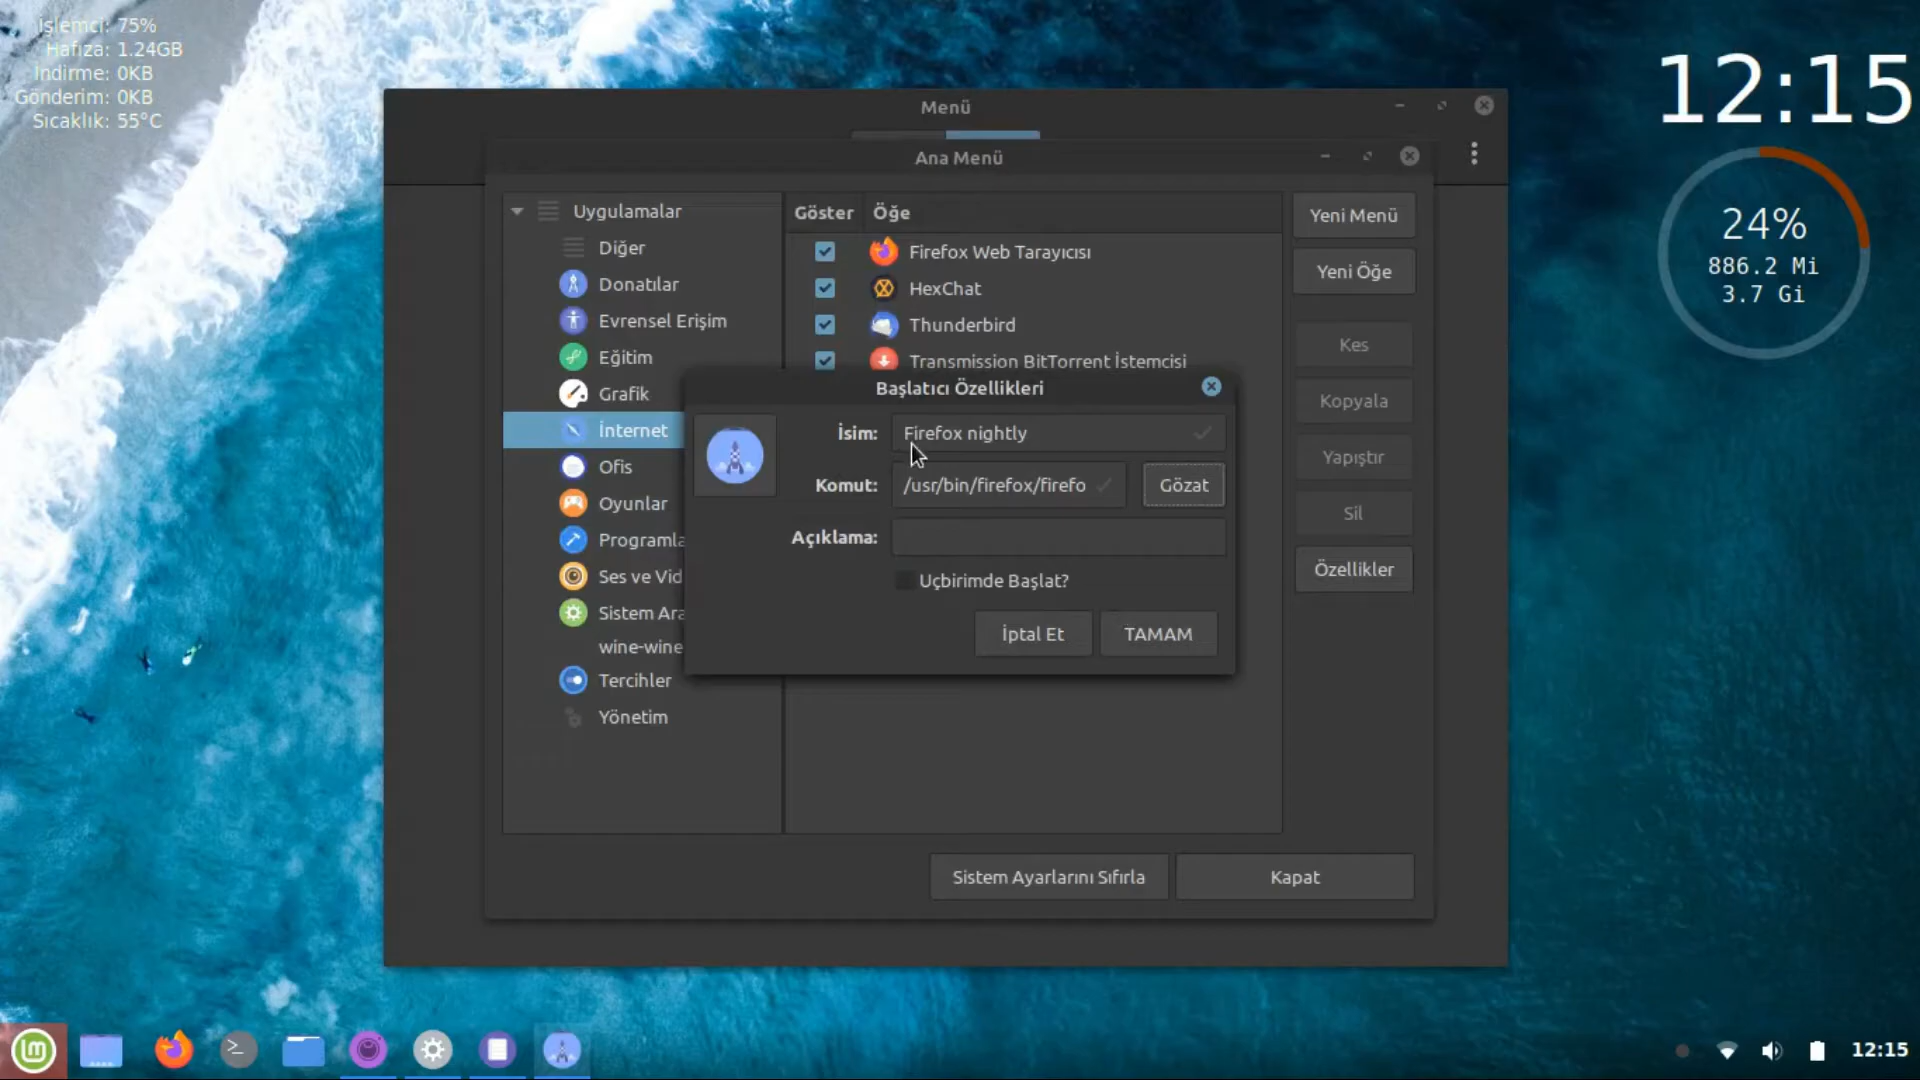 İşlemci: 75%
Hafıza: 1.24GB
İndirme: 0KB
Gönderim: 0KB
Sıcaklık: 55°C
12:15
24%
886.2 Mi
3.7 Gi
Menü
Ana Menü
Uygulamalar
Diğer
Donatılar
Evrensel Erişim
Eğitim
Grafik
İnternet
Ofis
Oyunlar
Programla
Ses ve Vid
Sistem Ara
wine-wine
Tercihler
Yönetim
Göster Öğe
Firefox Web Tarayıcısı
HexChat
Thunderbird
Transmission BitTorrent İstemcisi
Yeni Menü
Yeni Öğe
Kes
Kopyala
Yapıştır
Sil
Özellikler
Başlatıcı Özellikleri
İsim: Firefox nightly
Komut: /usr/bin/firefox/firefo Gözat
Açıklama:
Uçbirimde Başlat?
İptal Et TAMAM
Sistem Ayarlarını Sıfırla Kapat
12:15